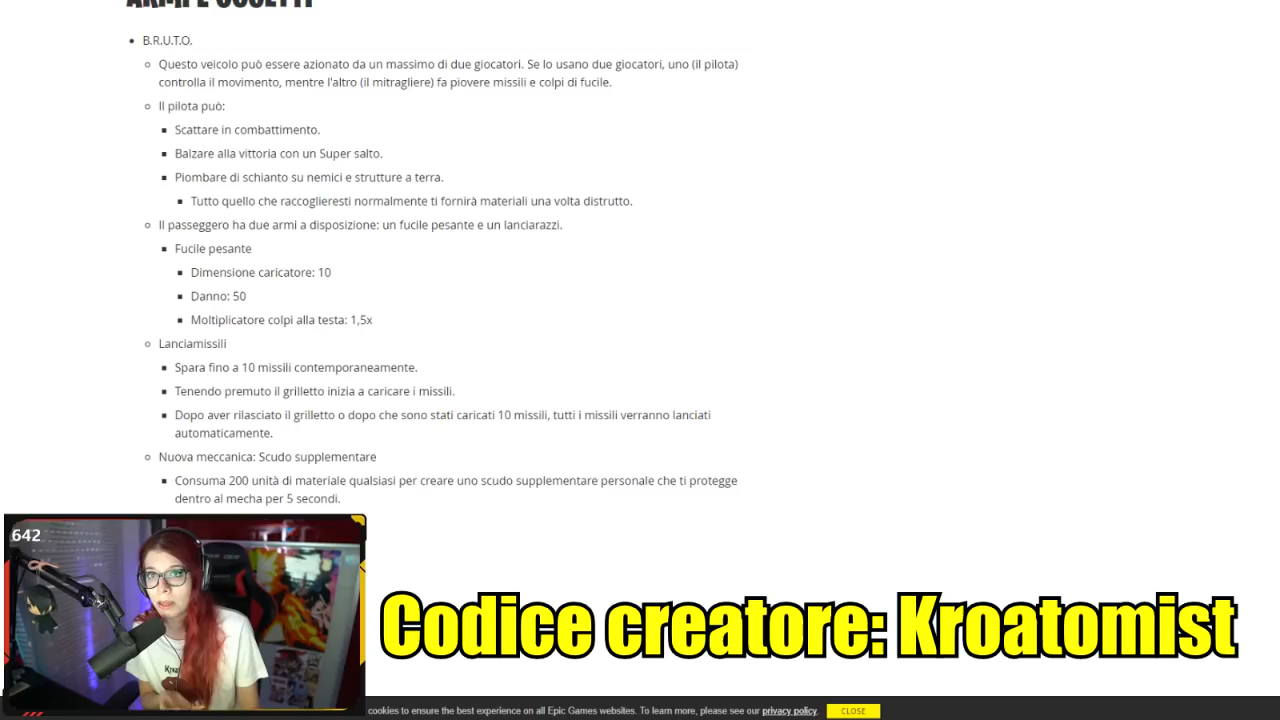 ARMI E OGGETTI
B.R.U.T.O.
Questo veicolo può essere azionato da un massimo di due giocatori. Se lo usano due giocatori, uno (il pilota)
controlla il movimento, mentre l'altro (il mitragliere) fa piovere missili e colpi di fucile.
Il pilota può:
Scattare in combattimento.
Balzare alla vittoria con un Super salto.
Piombare di schianto su nemici e strutture a terra.
Tutto quello che raccoglieresti normalmente ti fornirà materiali una volta distrutto.
Il passeggero ha due armi a disposizione: un fucile pesante e un lanciarazzi.
Fucile pesante
Dimensione caricatore: 10
Danno: 50
Moltiplicatore colpi alla testa: 1,5x
Lanciamissili
Spara fino a 10 missili contemporaneamente.
Tenendo premuto il grilletto inizia a caricare i missili.
Dopo aver rilasciato il grilletto o dopo che sono stati caricati 10 missili, tutti i missili verranno lanciati
automaticamente.
Nuova meccanica: Scudo supplementare
Consuma 200 unità di materiale qualsiasi per creare uno scudo supplementare personale che ti protegge
dentro al mecha per 5 secondi.
642
Codice creatore: Kroatomist
cookies to ensure the best experience on all Epic Games websites. To learn more, please see our privacy policy.
CLOSE